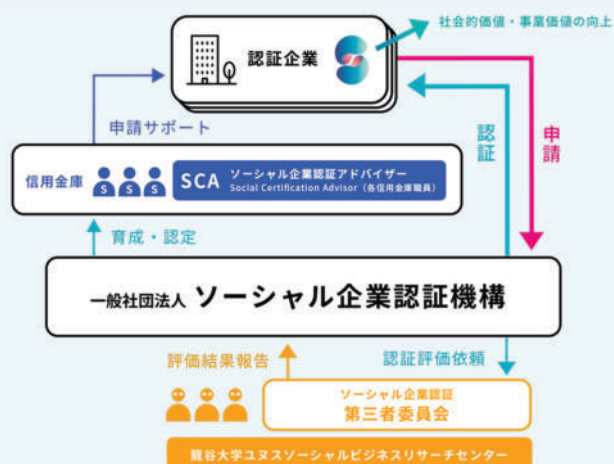 社会的価値・事業価値の向上
認証企業
申請サポート
認証
申請
信用金庫
S S S
SCA
ソーシャル企業認証アドバイザー
Social Certification Advisor（各信用金庫職員）
育成・認定
一般社団法人 ソーシャル企業認証機構
評価結果報告
認証評価依頼
ソーシャル企業認証
第三者委員会
龍谷大学ユヌスソーシャルビジネスリサーチセンター